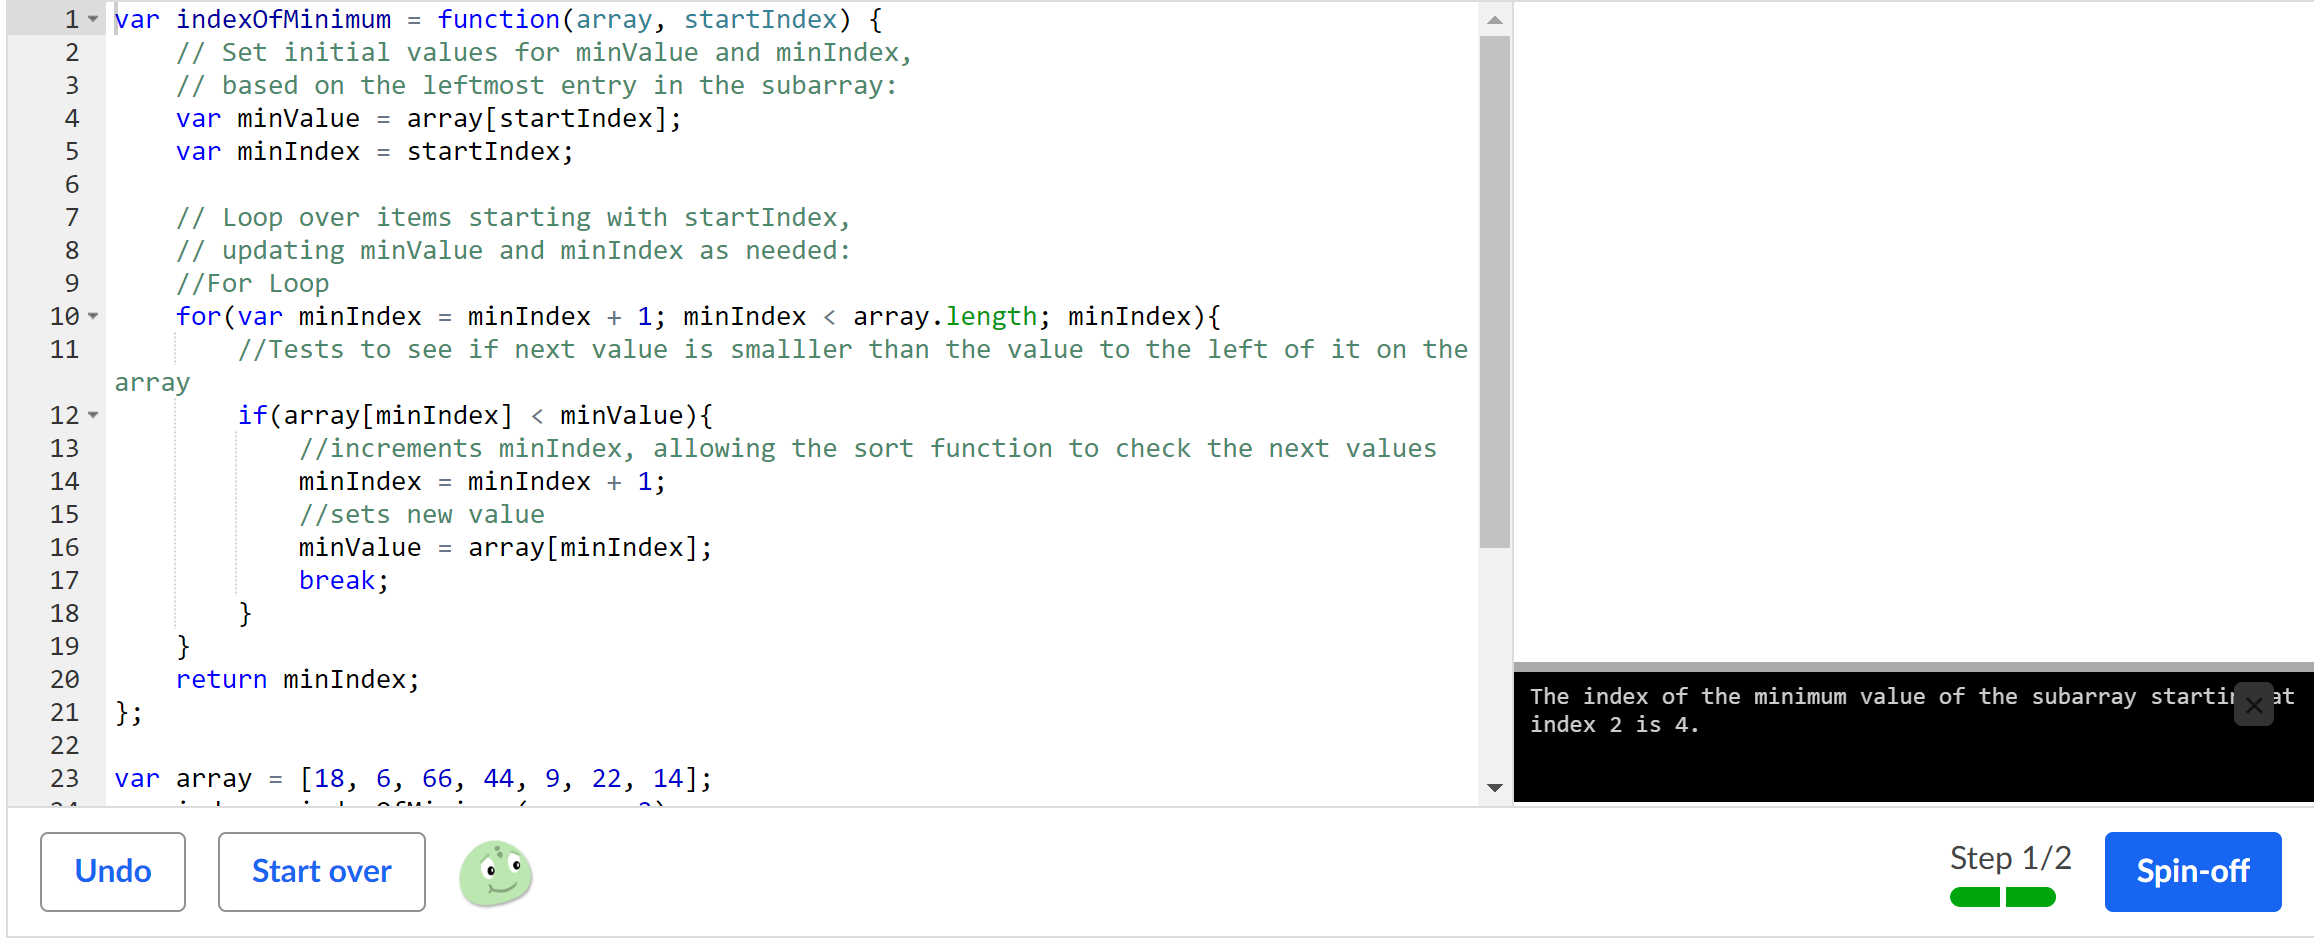 1 var indexOfMinimum = function(array, startIndex) {
2 // Set initial values for minValue and minIndex,
3 // based on the leftmost entry in the subarray:
4 var minValue = array[startIndex];
5 var minIndex = startIndex;
6
7 // Loop over items starting with startIndex,
8 // updating minValue and minIndex as needed:
9 //For Loop
10 for(var minIndex = minIndex + 1; minIndex < array.length; minIndex){
11 //Tests to see if next value is smalller than the value to the left of it on the
array
12 if(array[minIndex] < minValue){
13 //increments minIndex, allowing the sort function to check the next values
14 minIndex = minIndex + 1;
15 //sets new value
16 minValue = array[minIndex];
17 break;
18 }
19 }
20 return minIndex;
21 };
22
23 var array = [18, 6, 66, 44, 9, 22, 14];
The index of the minimum value of the subarray at
index 2 is 4.
Undo
Start over
Step 1/2
Spin-off